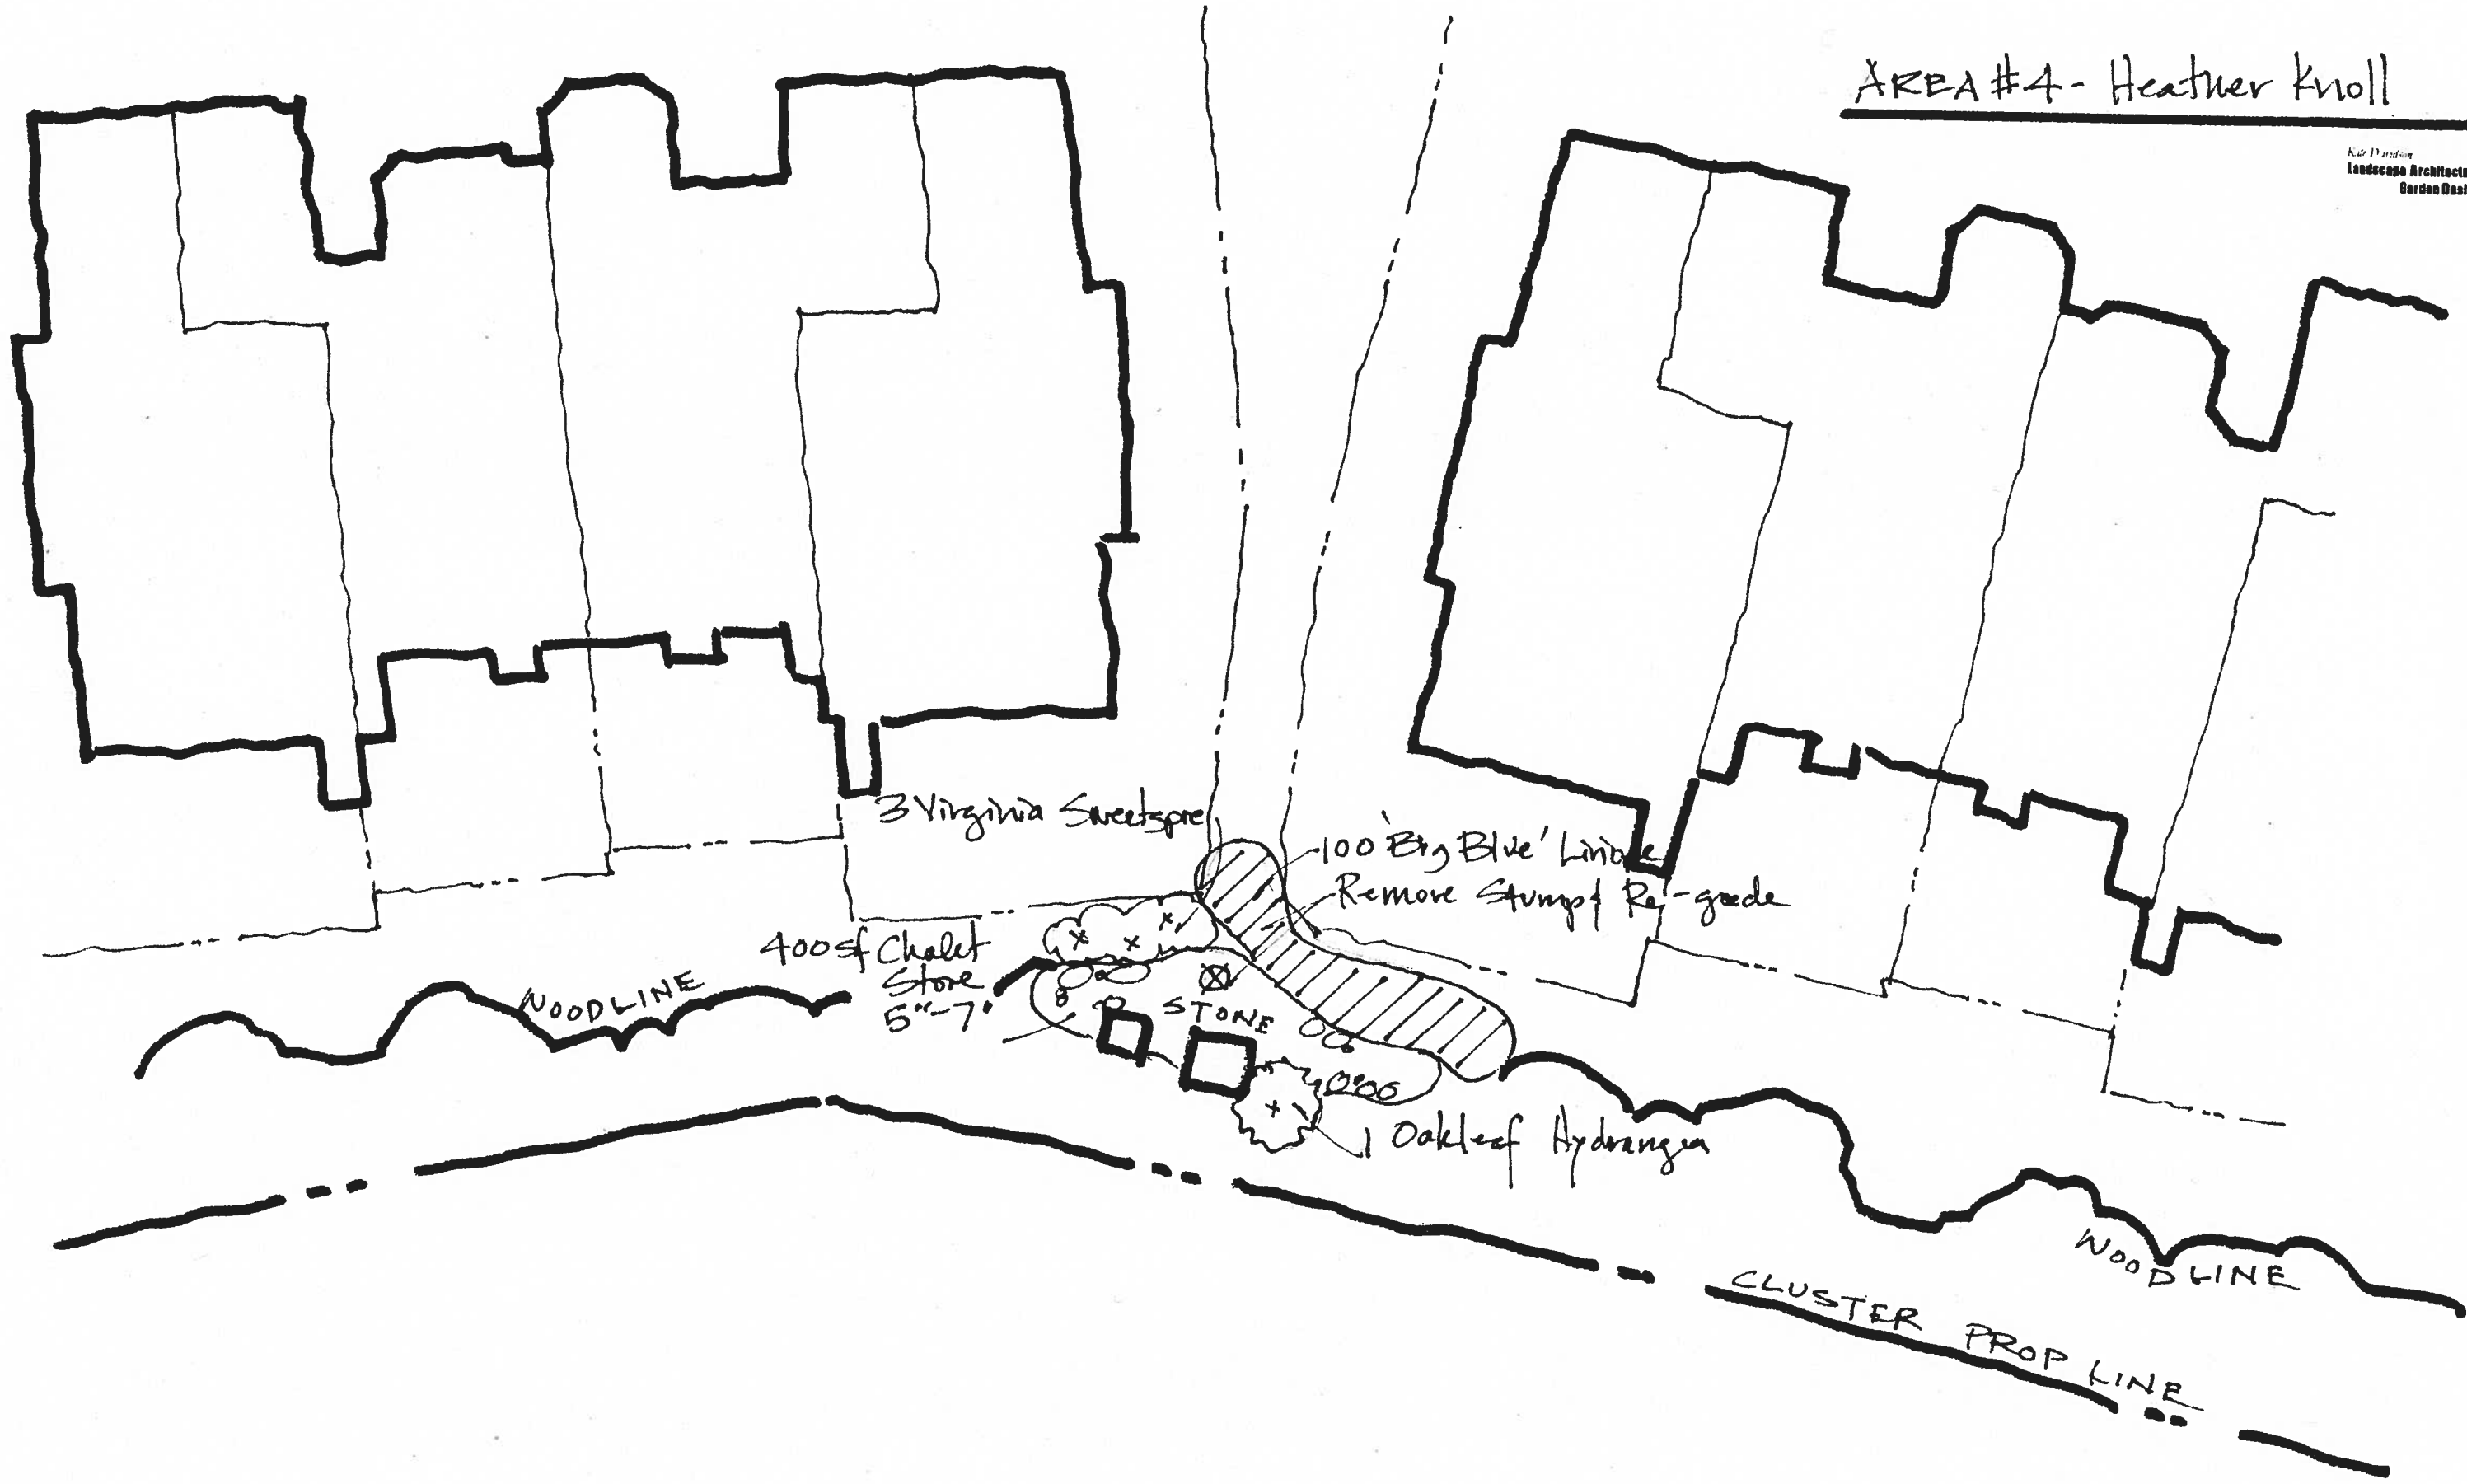 AREA #4 - Heather Knoll
Landscape Architectu
Garden Desi
3 Virginia Sweetspre
100 'Big Blue' Liriope
Remove Stump & Re-grade
400 sf Chalet
Stone
5"-7"
WOODLINE
STONE
1 Oakleaf Hydrangea
WOODLINE
CLUSTER PROP LINE